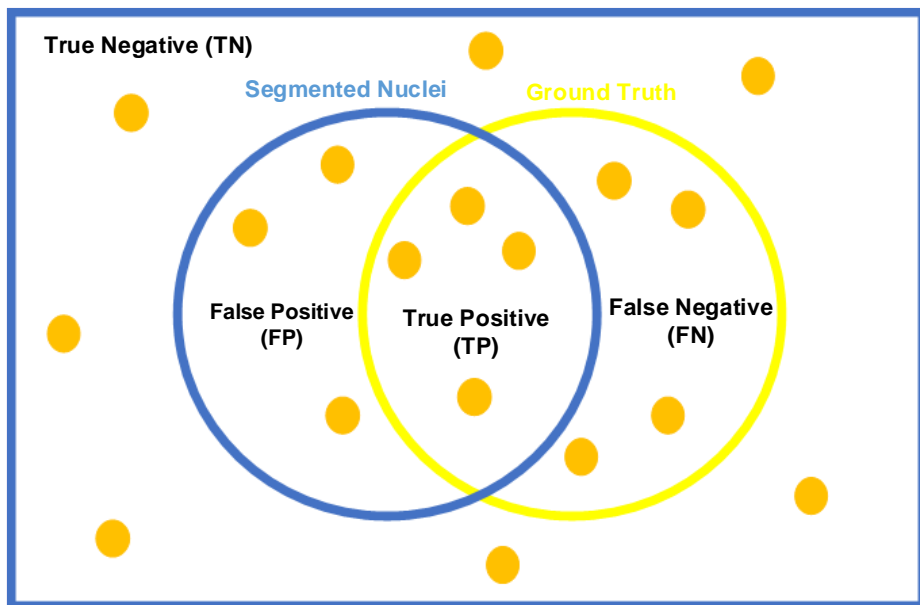 True Negative (TN)
Segmented Nuclei
Ground Truth
False Positive
(FP)
True Positive
(TP)
False Negative
(FN)